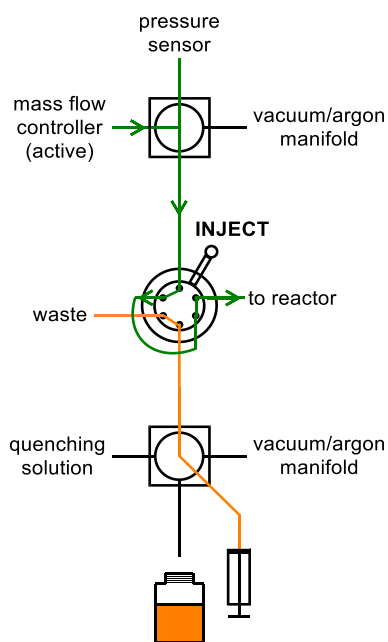 pressure
sensor
mass flow
controller
(active)
vacuum/argon
manifold
INJECT
to reactor
waste
quenching
solution
vacuum/argon
manifold